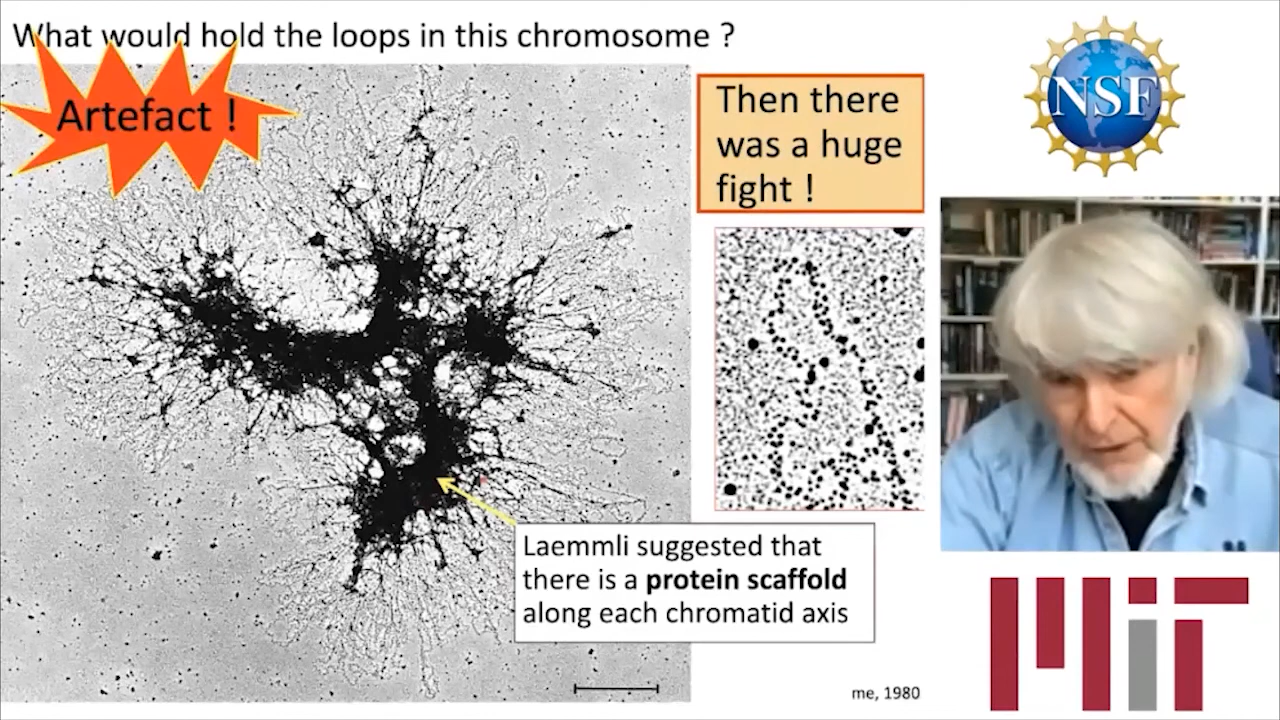 What would hold the loops in this chromosome ?
Artefact !
Then there
was a huge
fight !
NSF
Laemmli suggested that
there is a protein scaffold
along each chromatid axis
me, 1980
MIT